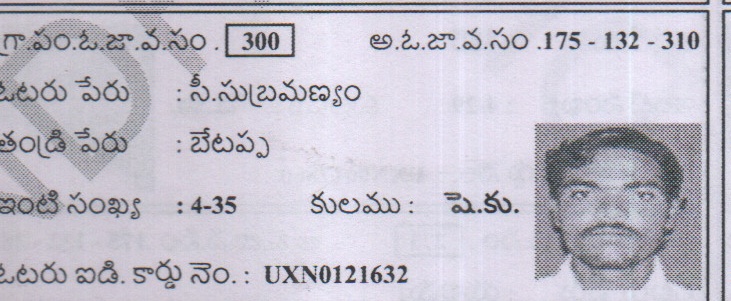 గ్రా.పం.ఓ.జా.వ.సం . 300 అ.ఓ.జా.వ.సం .175 - 132 - 310
ఓటరు పేరు : సీ.సుబ్రమణ్యం
తండ్రి పేరు : బేటప్ప
ఇంటి సంఖ్య : 4-35 కులము : షె.కు.
ఓటరు ఐడి. కార్డు నెం. : UXN0121632